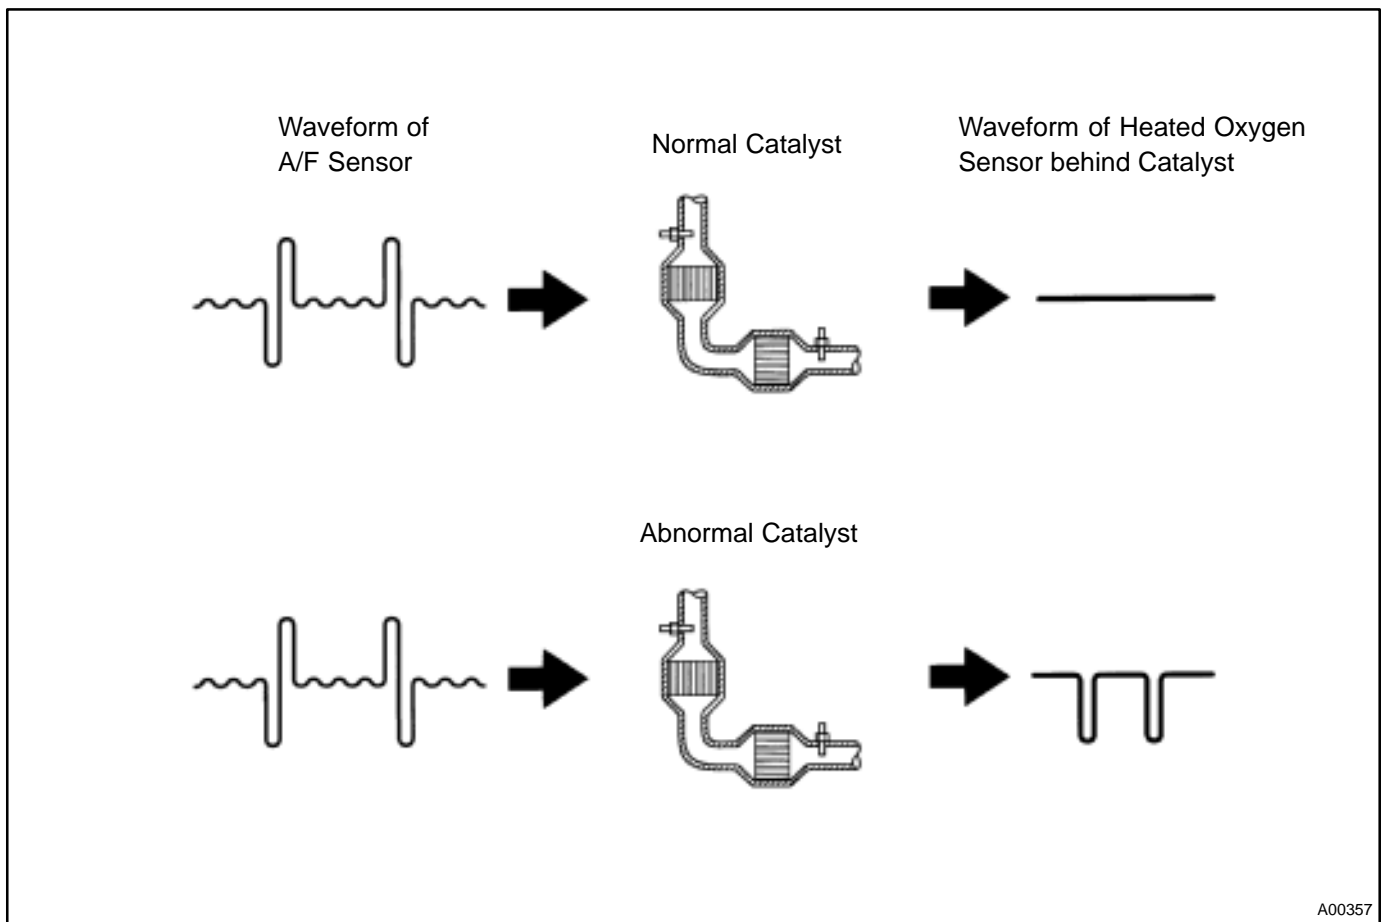 Waveform of
A/F Sensor
Normal Catalyst
Waveform of Heated Oxygen
Sensor behind Catalyst
Abnormal Catalyst
A00357